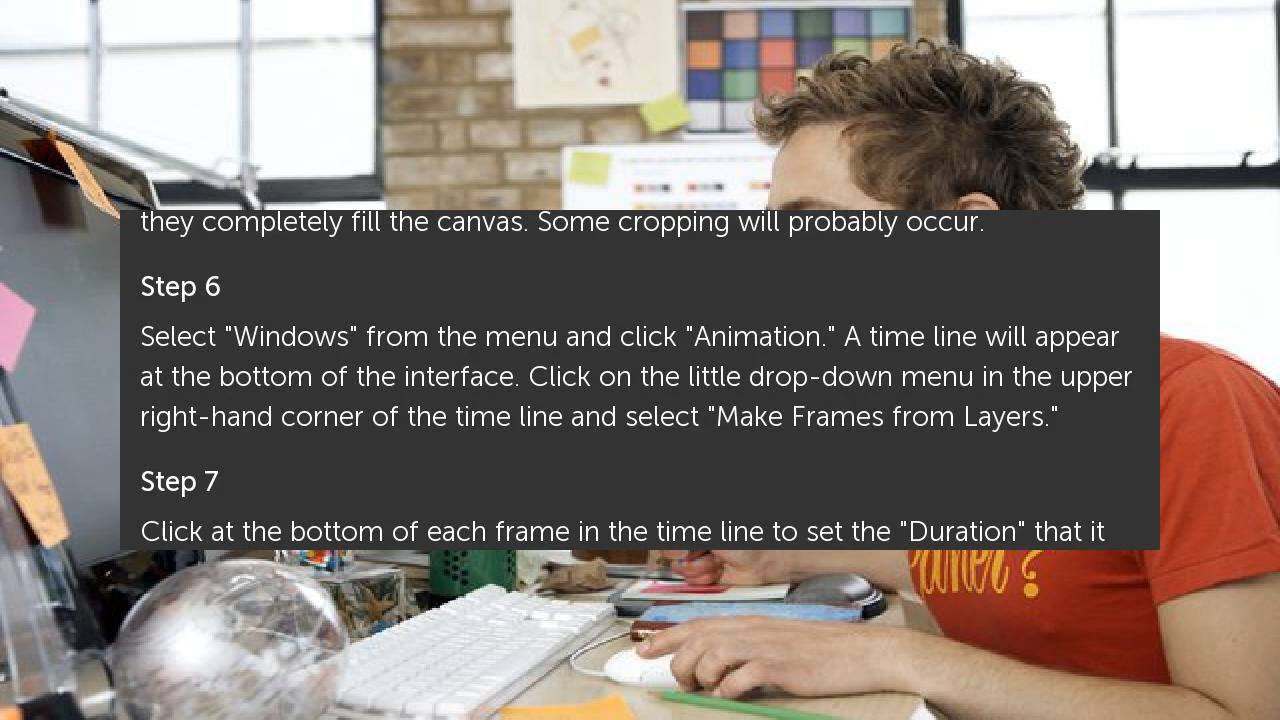 they completely fill the canvas. Some cropping will probably occur.
Step 6
Select "Windows" from the menu and click "Animation." A time line will appear
at the bottom of the interface. Click on the little drop-down menu in the upper
right-hand corner of the time line and select "Make Frames from Layers."
Step 7
Click at the bottom of each frame in the time line to set the "Duration" that it